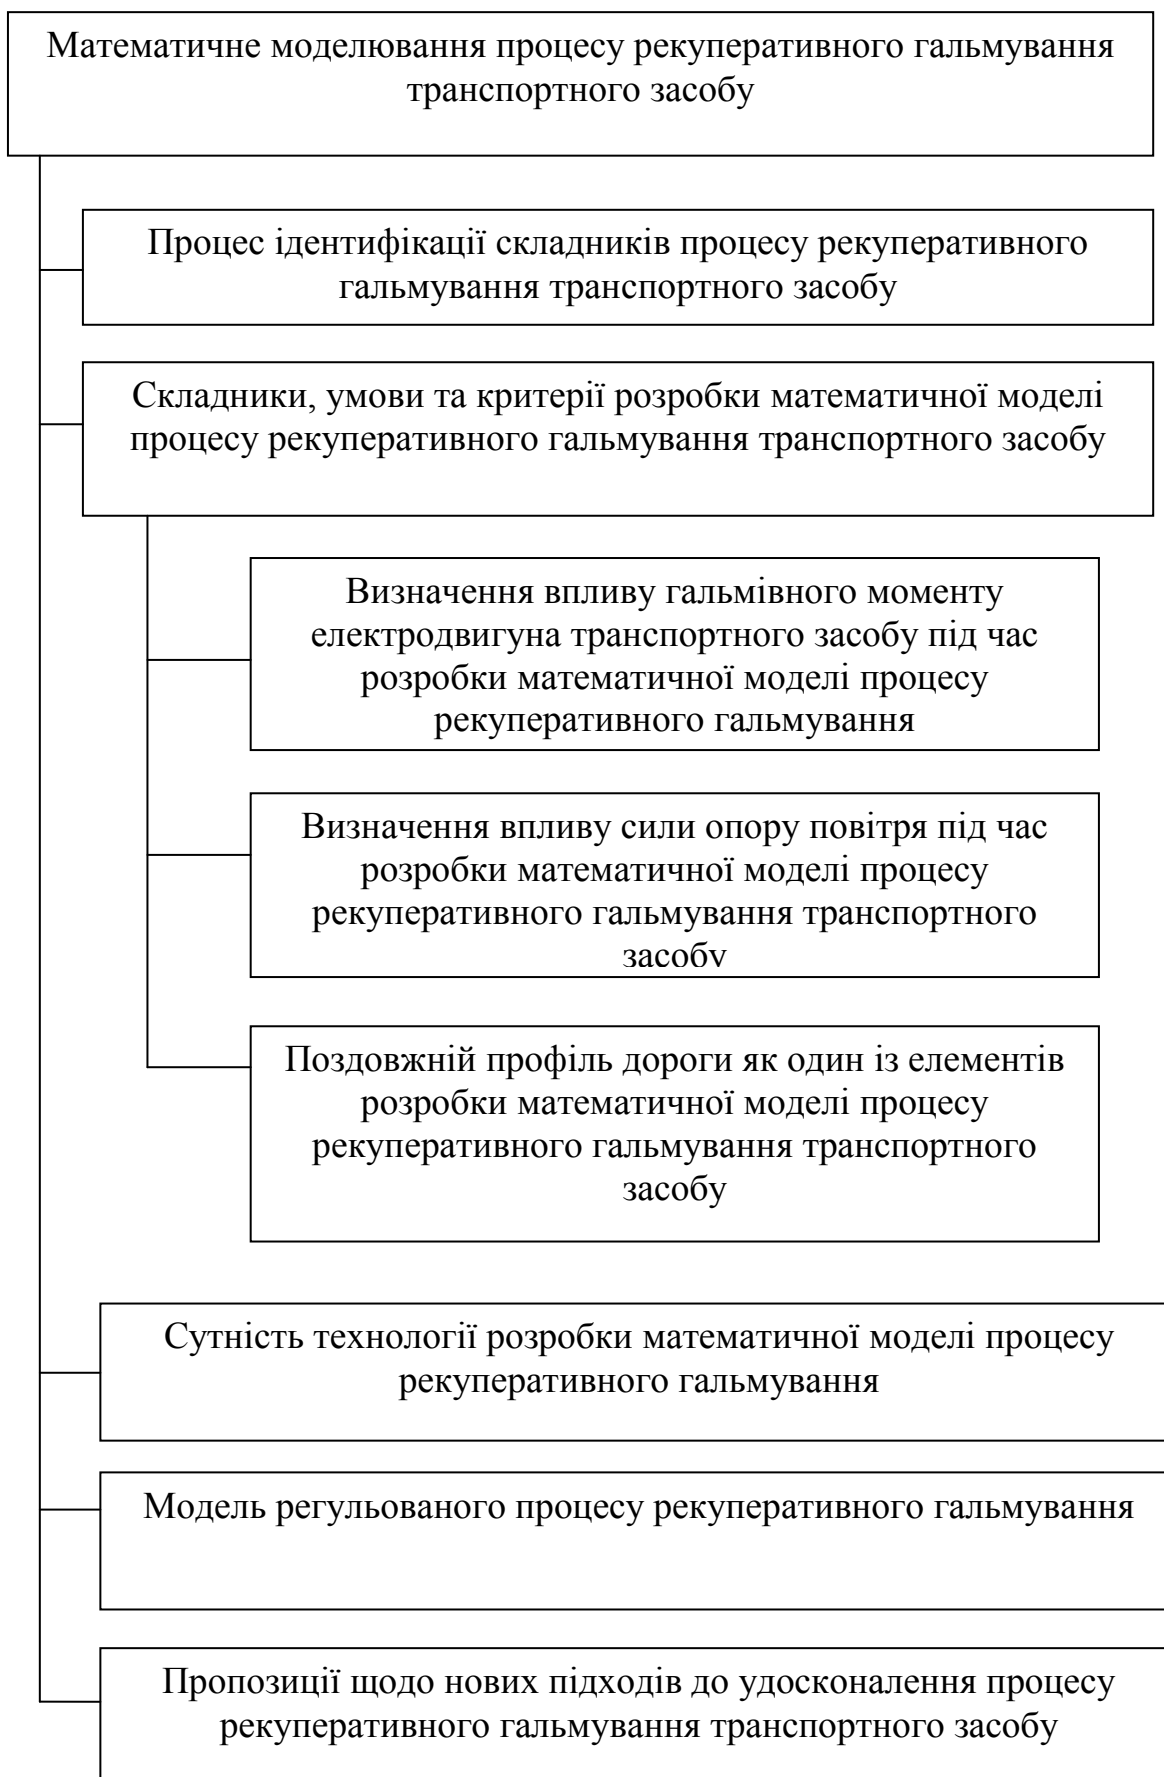 Математичне моделювання процесу рекуперативного гальмування
транспортного засобу
Процес ідентифікації складників процесу рекуперативного
гальмування транспортного засобу
Складники, умови та критерії розробки математичної моделі
процесу рекуперативного гальмування транспортного засобу
Визначення впливу гальмівного моменту
електродвигуна транспортного засобу під час
розробки математичної моделі процесу
рекуперативного гальмування
Визначення впливу сили опору повітря під час
розробки математичної моделі процесу
рекуперативного гальмування транспортного
засобу
Поздовжній профіль дороги як один із елементів
розробки математичної моделі процесу
рекуперативного гальмування транспортного
засобу
Сутність технології розробки математичної моделі процесу
рекуперативного гальмування
Модель регульованого процесу рекуперативного гальмування
Пропозиції щодо нових підходів до удосконалення процесу
рекуперативного гальмування транспортного засобу